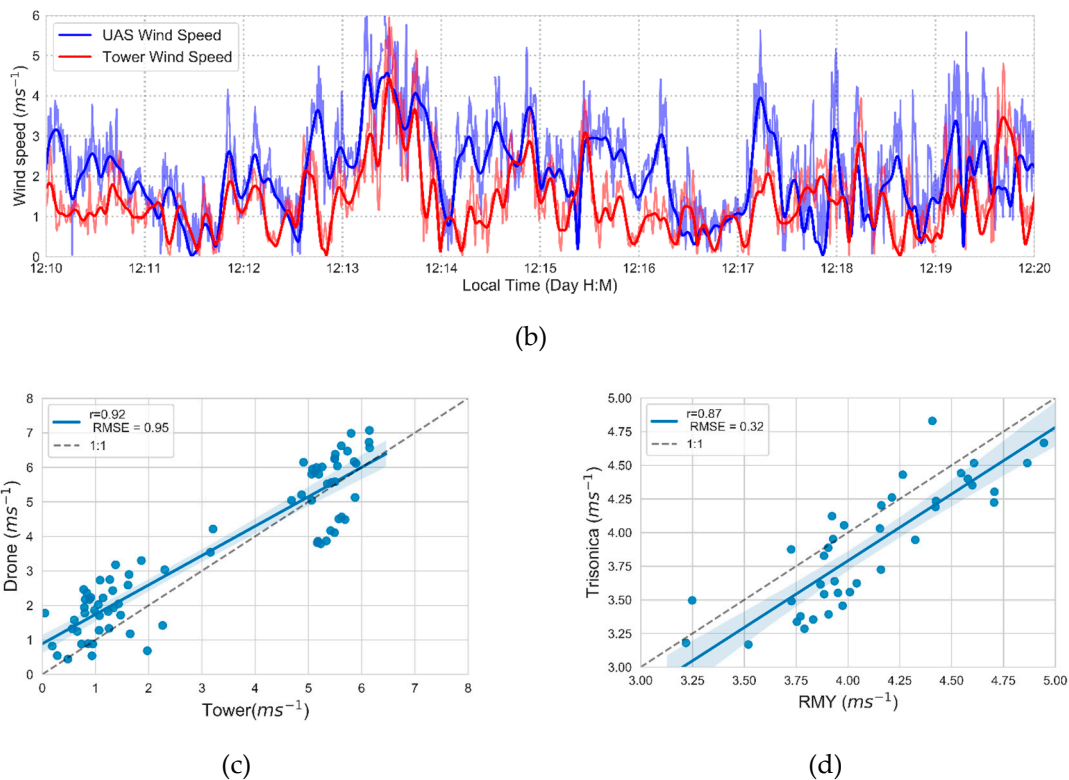 6
5
4
3
2
1
0
Wind speed (ms⁻¹)
UAS Wind Speed
Tower Wind Speed
12:10 12:11 12:12 12:13 12:14 12:15 12:16 12:17 12:18 12:19 12:20
Local Time (Day H:M)
(b)
8
7
6
5
4
3
2
1
0
Drone (ms⁻¹)
r=0.92
RMSE = 0.95
1:1
0 1 2 3 4 5 6 7 8
Tower(ms⁻¹)
(c)
5.00
4.75
4.50
4.25
4.00
3.75
3.50
3.25
3.00
Trisonica (ms⁻¹)
r=0.87
RMSE = 0.32
1:1
3.00 3.25 3.50 3.75 4.00 4.25 4.50 4.75 5.00
RMY (ms⁻¹)
(d)